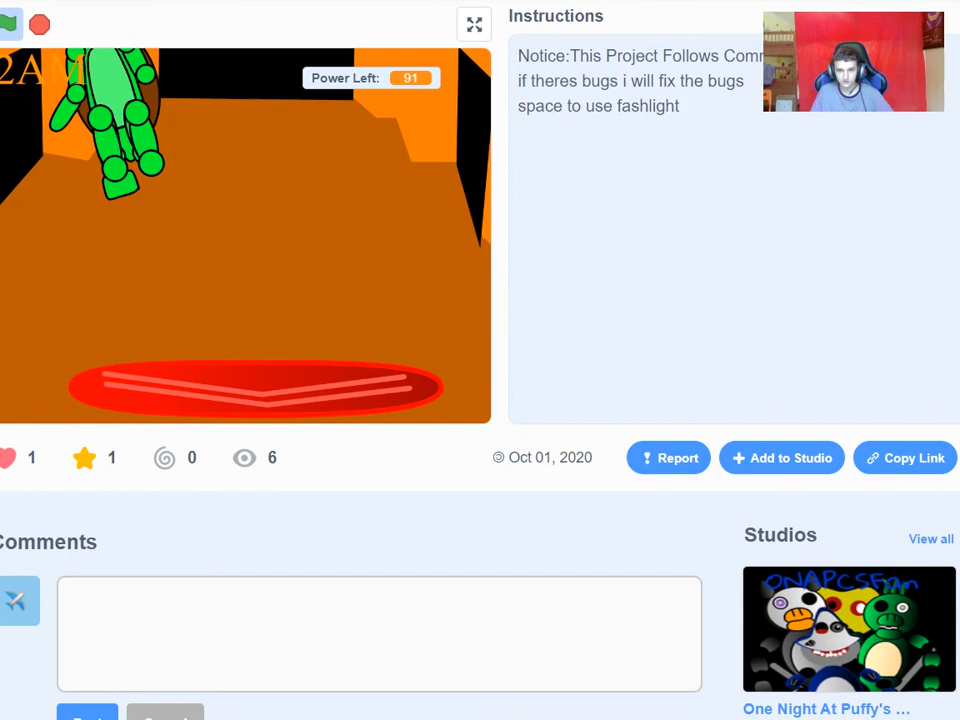 Instructions
2AM
Power Left: 91
Notice:This Project Follows Comm
if theres bugs i will fix the bugs
space to use fashlight
1
1
0
6
Oct 01, 2020
Report
Add to Studio
Copy Link
Comments
Studios
View all
ONAPCSFan
One Night At Puffy's ...